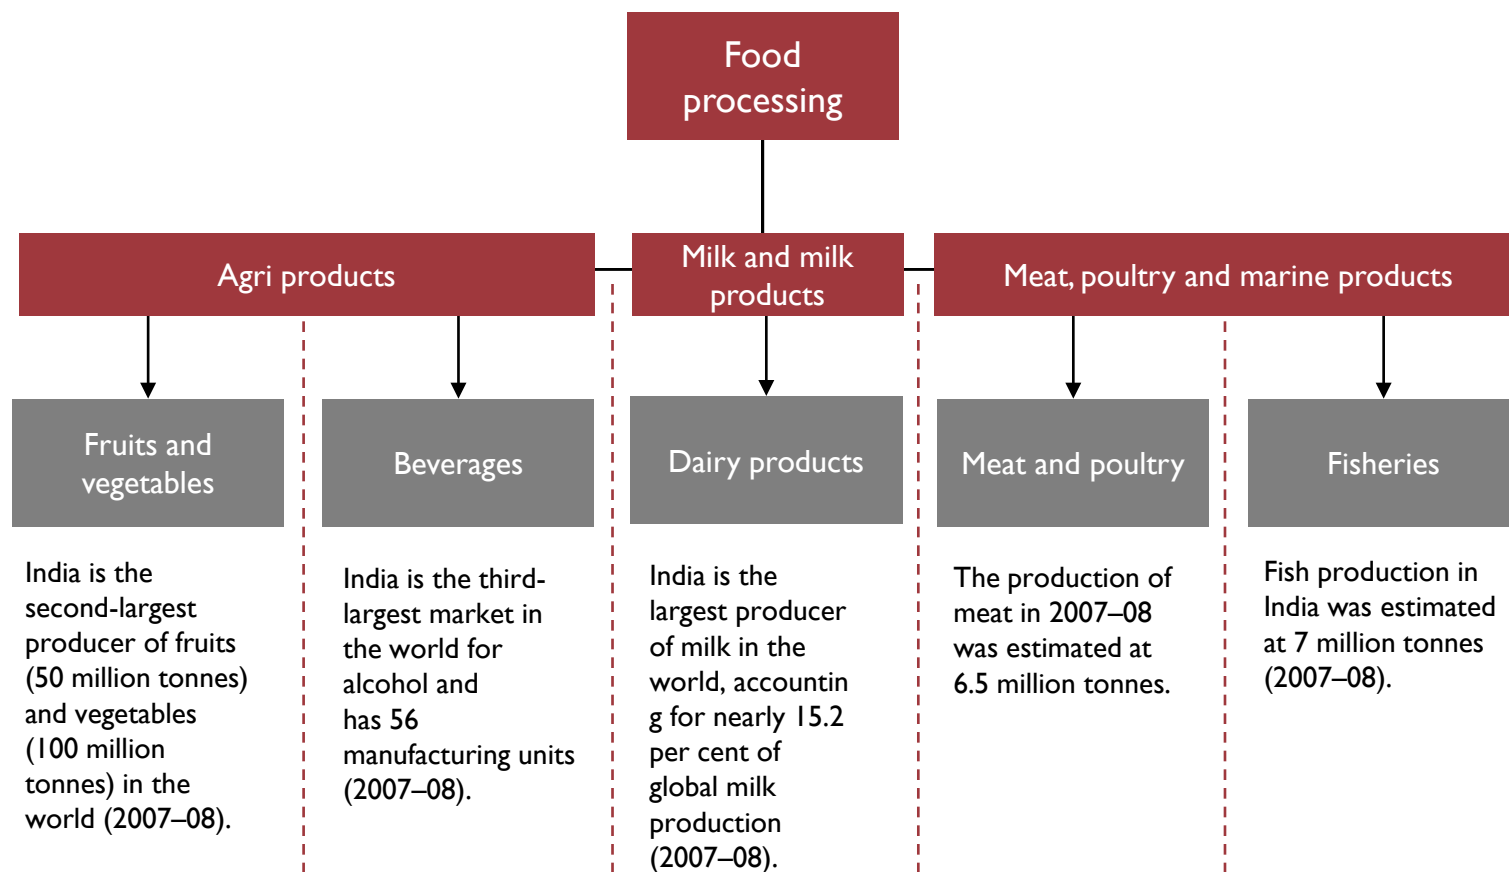 Food
processing
Agri products
Milk and milk
products
Meat, poultry and marine products
Fruits and
vegetables
Beverages
Dairy products
Meat and poultry
Fisheries
India is the
second-largest
producer of fruits
(50 million tonnes)
and vegetables
(100 million
tonnes) in the
world (2007–08).
India is the third-
largest market in
the world for
alcohol and
has 56
manufacturing units
(2007–08).
India is the
largest producer
of milk in the
world, accountin
g for nearly 15.2
per cent of
global milk
production
(2007–08).
The production of
meat in 2007–08
was estimated at
6.5 million tonnes.
Fish production in
India was estimated
at 7 million tonnes
(2007–08).